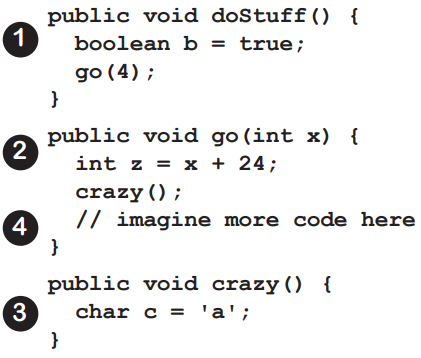 public void doStuff() {
1
boolean b = true;
go(4);
}
2
public void go(int x) {
int z = x + 24;
crazy();
4
// imagine more code here
}
public void crazy() {
3
char c = 'a';
}